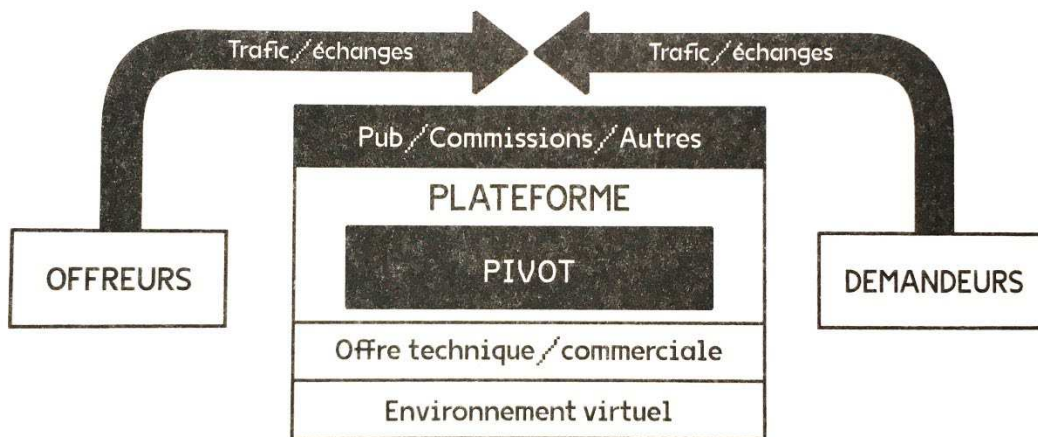 Trafic/échanges
Trafic/échanges
Pub/Commissions/Autres
PLATEFORME
PIVOT
OFFREURS
DEMANDEURS
Offre technique/commerciale
Environnement virtuel